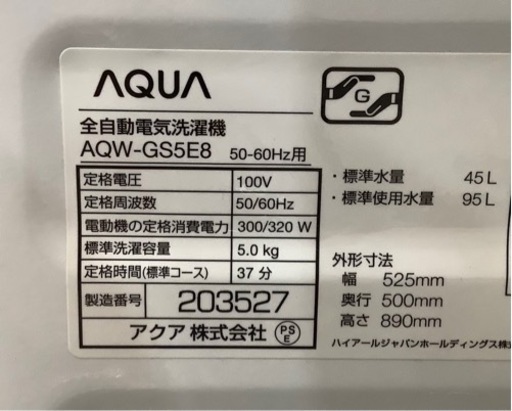 AQUA
G
全自動電気洗濯機
AQW-GS5E8 50-60Hz用
定格電圧 100V
定格周波数 50/60Hz
電動機の定格消費電力 300/320 W
標準洗濯容量 5.0 kg
定格時間(標準コース) 37 分
製造番号 203527
アクア 株式会社 PSE
・標準水量 45 L
・標準使用水量 95 L
外形寸法
幅 525mm
奥行 500mm
高さ 890mm
ハイアールジャパンホールディングス株